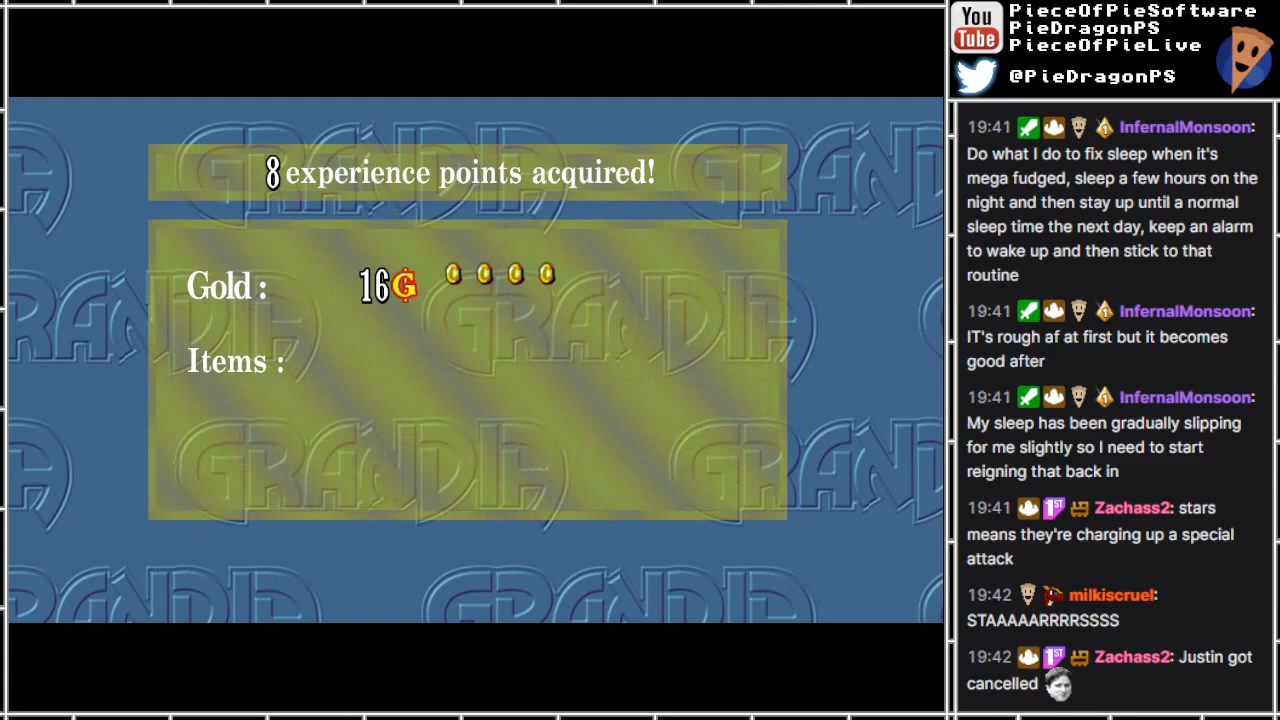 GRANDIA
8 experience points acquired!
Gold : 16G
Items :
You
Tube
PieceOfPieSoftware
PieDragonPS
PieceOfPieLive
@PieDragonPS
19:41 InfernalMonsoon:
Do what I do to fix sleep when it's
mega fudged, sleep a few hours on the
night and then stay up until a normal
sleep time the next day, keep an alarm
to wake up and then stick to that
routine
19:41 InfernalMonsoon:
IT's rough af at first but it becomes
good after
19:41 InfernalMonsoon:
My sleep has been gradually slipping
for me slightly so I need to start
reigning that back in
19:41 1ST Zachass2: stars
means they're charging up a special
attack
19:42 milkiscruel:
STAAAAARRRRSSSS
19:42 1ST Zachass2: Justin got
cancelled